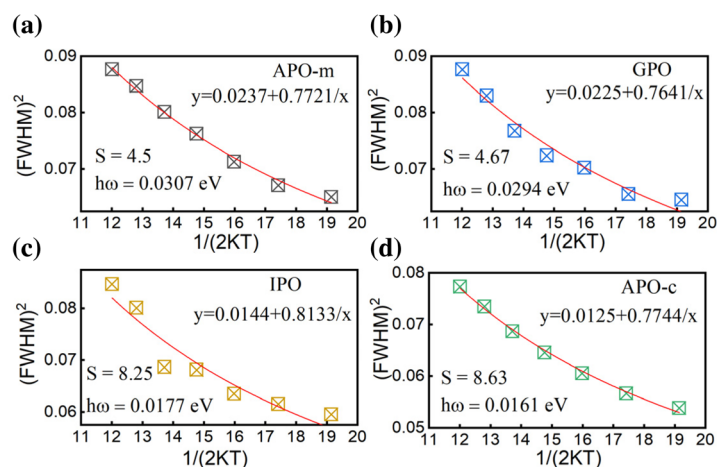 (a)
0.09
0.08
0.07
(FWHM)²
APO-m
y=0.0237+0.7721/x
S = 4.5
hω = 0.0307 eV
11 12 13 14 15 16 17 18 19 20
1/(2KT)
(b)
0.09
0.08
0.07
(FWHM)²
GPO
y=0.0225+0.7641/x
S = 4.67
hω = 0.0294 eV
11 12 13 14 15 16 17 18 19 20
1/(2KT)
(c)
0.08
0.07
0.06
(FWHM)²
IPO
y=0.0144+0.8133/x
S = 8.25
hω = 0.0177 eV
11 12 13 14 15 16 17 18 19 20
1/(2KT)
(d)
0.08
0.07
0.06
0.05
(FWHM)²
APO-c
y=0.0125+0.7744/x
S = 8.63
hω = 0.0161 eV
11 12 13 14 15 16 17 18 19 20
1/(2KT)